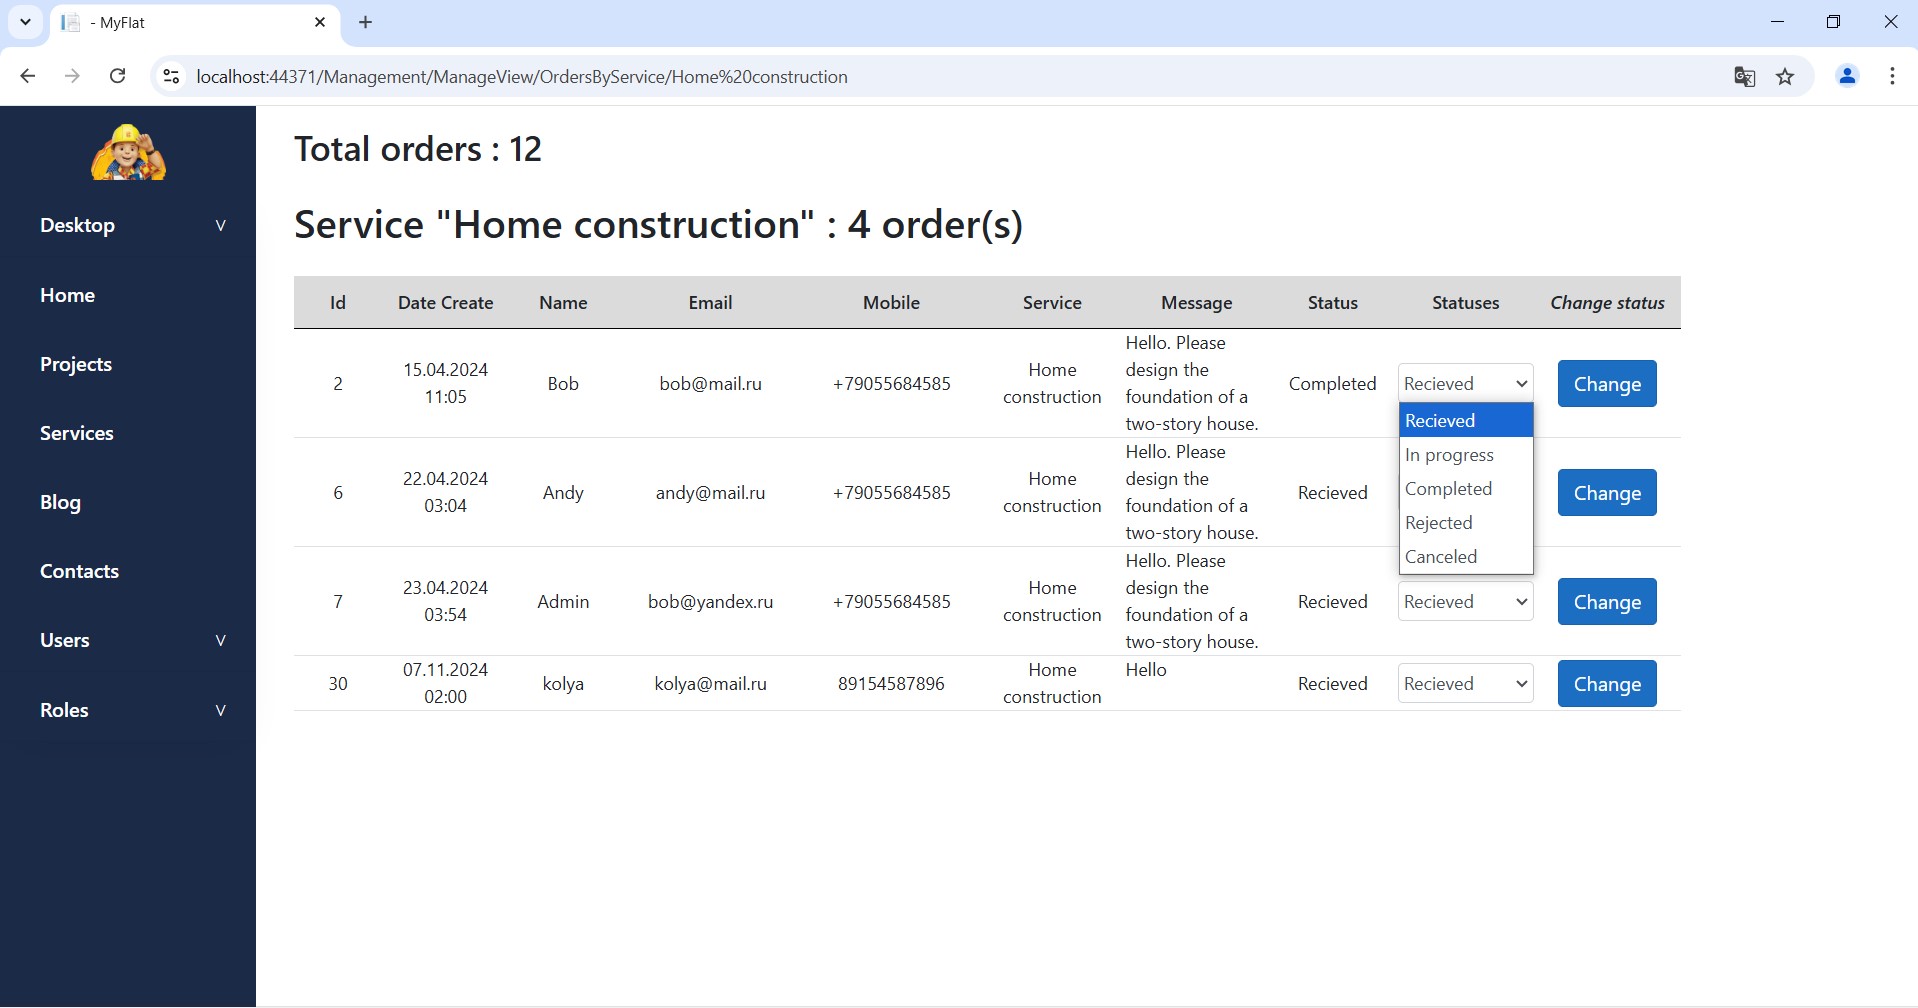 - MyFlat
localhost:44371/Management/ManageView/OrdersByService/Home%20construction
Desktop V
Home
Projects
Services
Blog
Contacts
Users V
Roles V
Total orders : 12
Service "Home construction" : 4 order(s)
Id Date Create Name Email Mobile Service Message Status Statuses Change status
2 15.04.2024 11:05 Bob bob@mail.ru +79055684585 Home construction Hello. Please design the foundation of a two-story house. Completed Recieved Change
Recieved
In progress
Completed
Rejected
Canceled
6 22.04.2024 03:04 Andy andy@mail.ru +79055684585 Home construction Hello. Please design the foundation of a two-story house. Recieved Change
7 23.04.2024 03:54 Admin bob@yandex.ru +79055684585 Home construction Hello. Please design the foundation of a two-story house. Recieved Recieved Change
30 07.11.2024 02:00 kolya kolya@mail.ru 89154587896 Home construction Hello Recieved Recieved Change